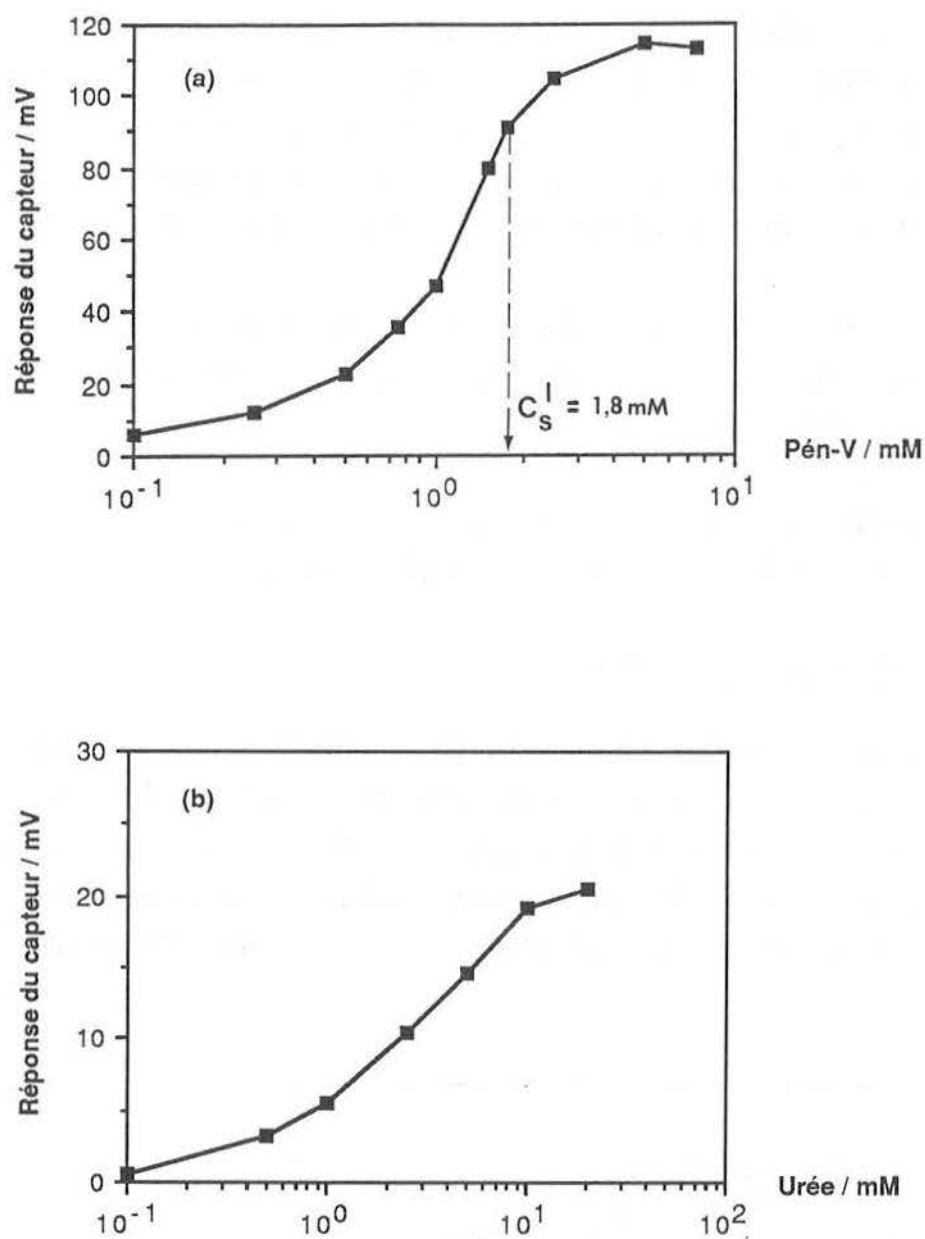 Réponse du capteur / mV
120
100
80
60
40
20
0
(a)
C_s^I = 1,8 mM
10^-1
10^0
10^1
Pén-V / mM
Réponse du capteur / mV
30
20
10
0
(b)
10^-1
10^0
10^1
10^2
Urée / mM